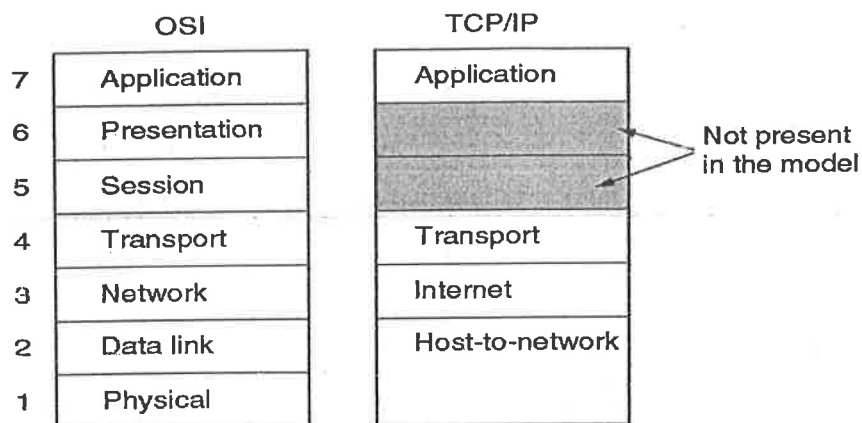 OSI
TCP/IP
7 Application Application
6 Presentation
5 Session
Not present
in the model
4 Transport Transport
3 Network Internet
2 Data link Host-to-network
1 Physical